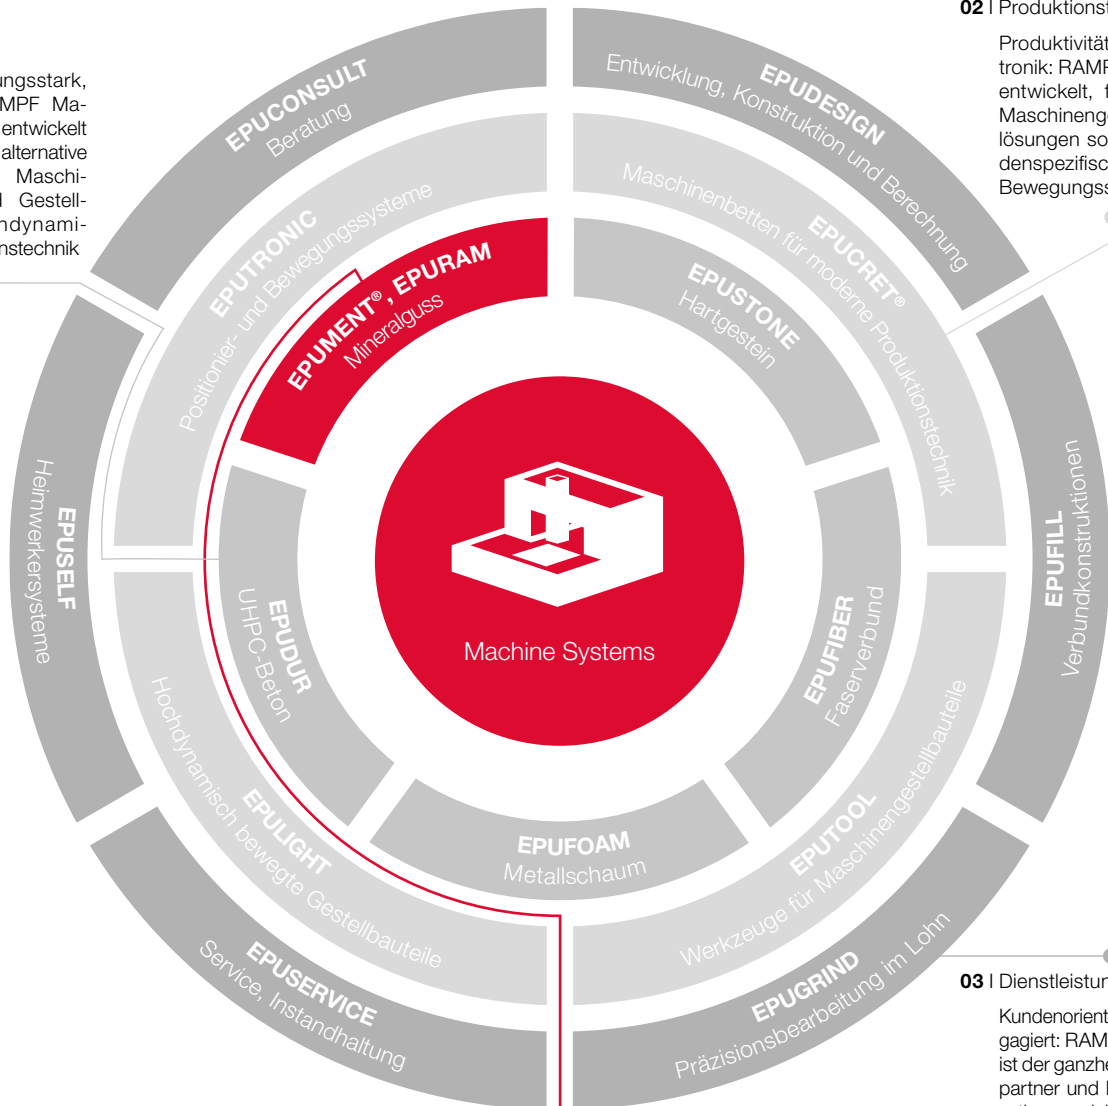 ungsstark,
MPF Ma-
entwickelt
alternative
Maschi-
Gestell-
ndynami-
nstechnik
02 | Produktionst
Produktivität
tronik: RAMP
entwickelt, f
Maschineng
lösungen so
denspezifisc
Bewegungss
EPUCONSULT
Beratung
EPUDESIGN
Entwicklung, Konstruktion und Berechnung
EPUTRONIC
Positionier- und Bewegungssysteme
EPUCRET®
Maschinenbetten für moderne Produktionstechnik
EPUMENT®, EPURAM
Mineralguss
EPUSTONE
Hartgestein
EPUSELF
Heimwerkersysteme
EPUFILL
Verbundkonstruktionen
EPUDUR
UHPC-Beton
Machine Systems
EPUFIBER
Faserverbund
EPUFOAM
Metallschaum
EPULIGHT
Hochdynamisch bewegte Gestellbauteile
EPUTOOL
Werkzeuge für Maschinengestellbauteile
EPUSERVICE
Service, Instandhaltung
EPUGRIND
Präzisionsbearbeitung im Lohn
03 | Dienstleistun
Kundenorient
gagiert: RAM
ist der ganzhe
partner und